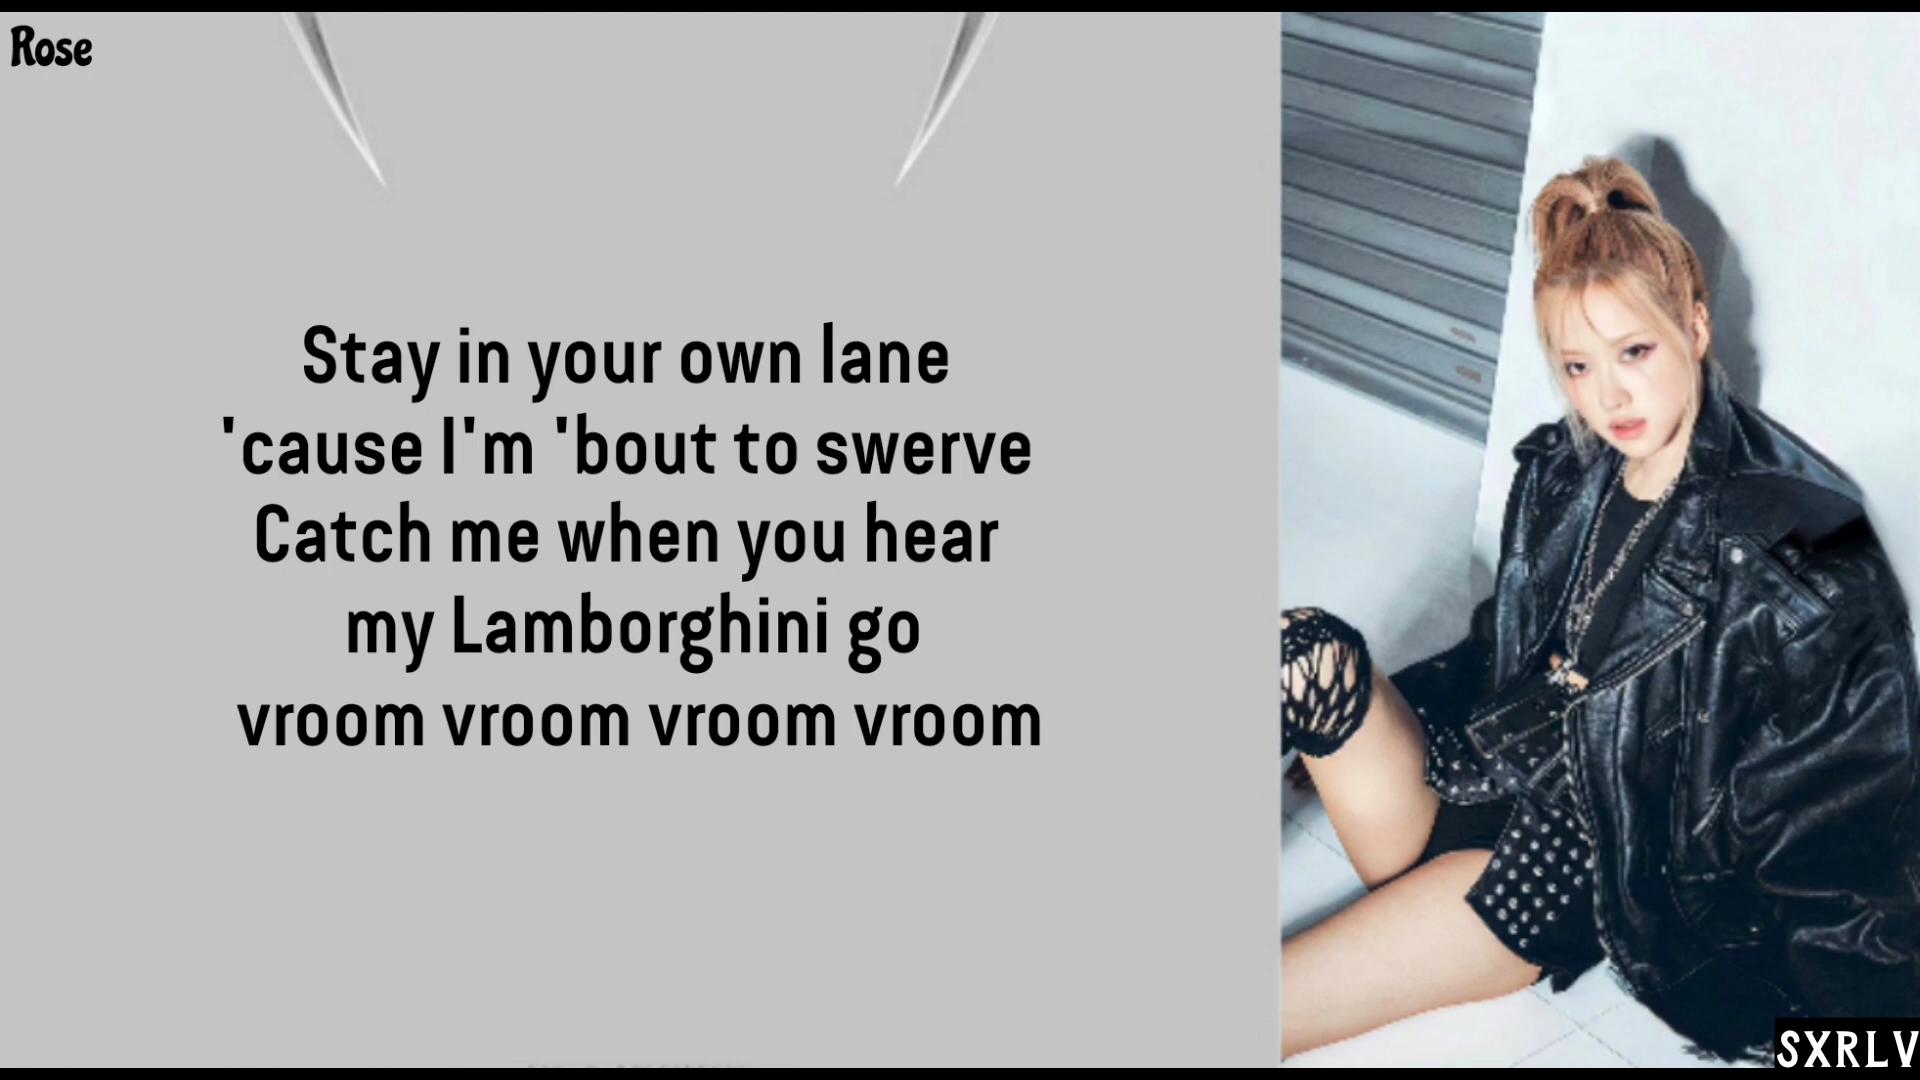 Rose
Stay in your own lane
'cause I'm 'bout to swerve
Catch me when you hear
my Lamborghini go
vroom vroom vroom vroom
SXRLV